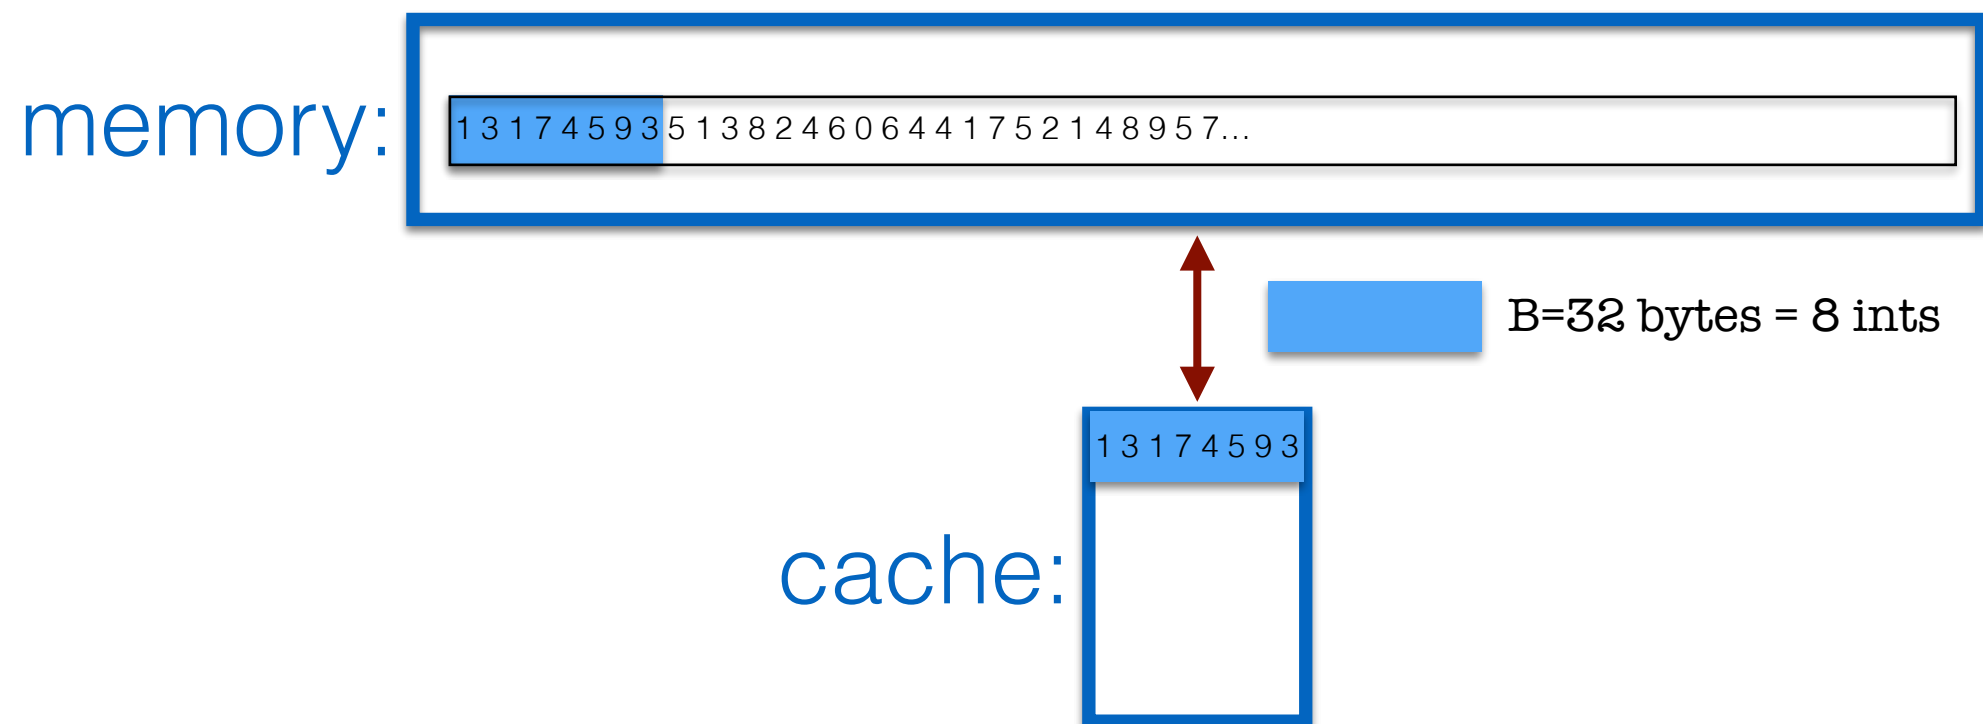 memory:
1 3 1 7 4 5 9 3 5 1 3 8 2 4 6 0 6 4 4 1 7 5 2 1 4 8 9 5 7...
B=32 bytes = 8 ints
1 3 1 7 4 5 9 3
cache: